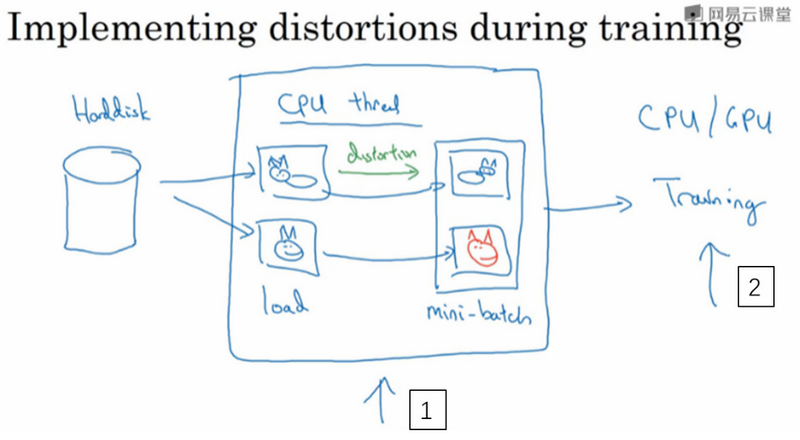 Implementing distortions during training
网易云课堂
Harddisk
CPU thred
distortion
load
mini-batch
CPU/GPU
Training
1
2